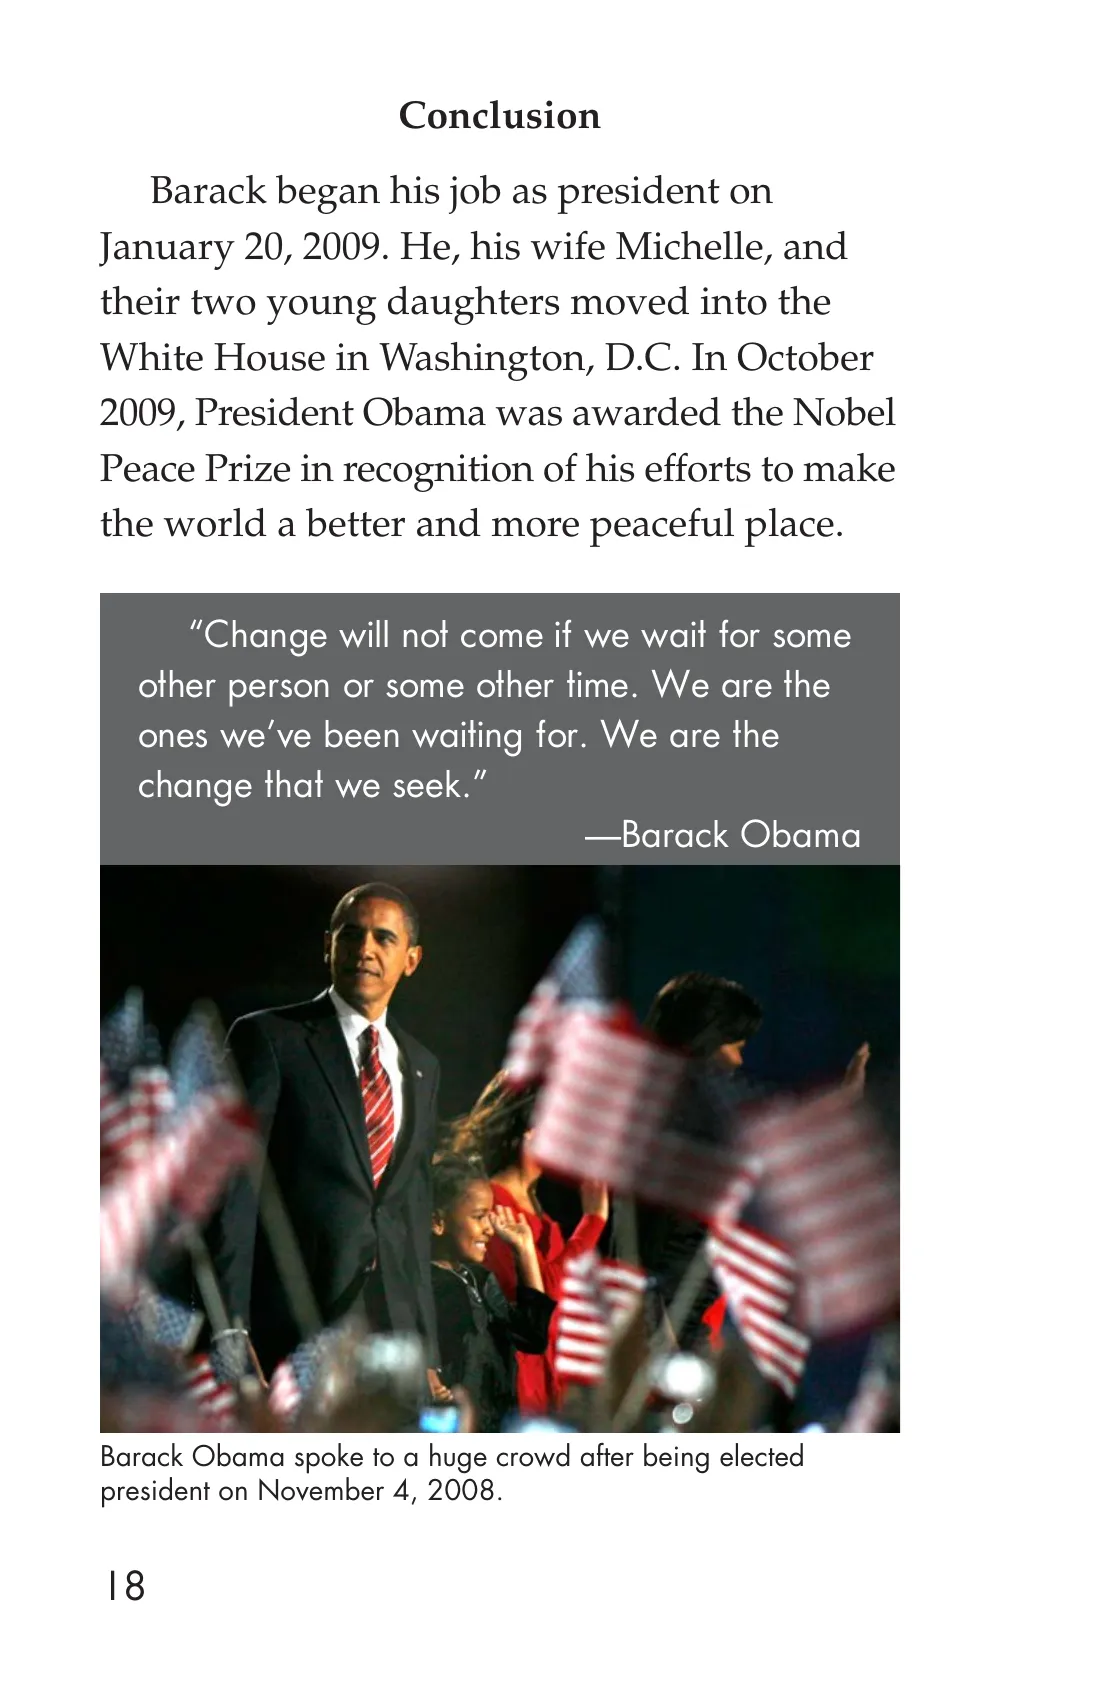 Conclusion
Barack began his job as president on
January 20, 2009. He, his wife Michelle, and
their two young daughters moved into the
White House in Washington, D.C. In October
2009, President Obama was awarded the Nobel
Peace Prize in recognition of his efforts to make
the world a better and more peaceful place.
“Change will not come if we wait for some
other person or some other time. We are the
ones we’ve been waiting for. We are the
change that we seek.”
—Barack Obama
Barack Obama spoke to a huge crowd after being elected
president on November 4, 2008.
18